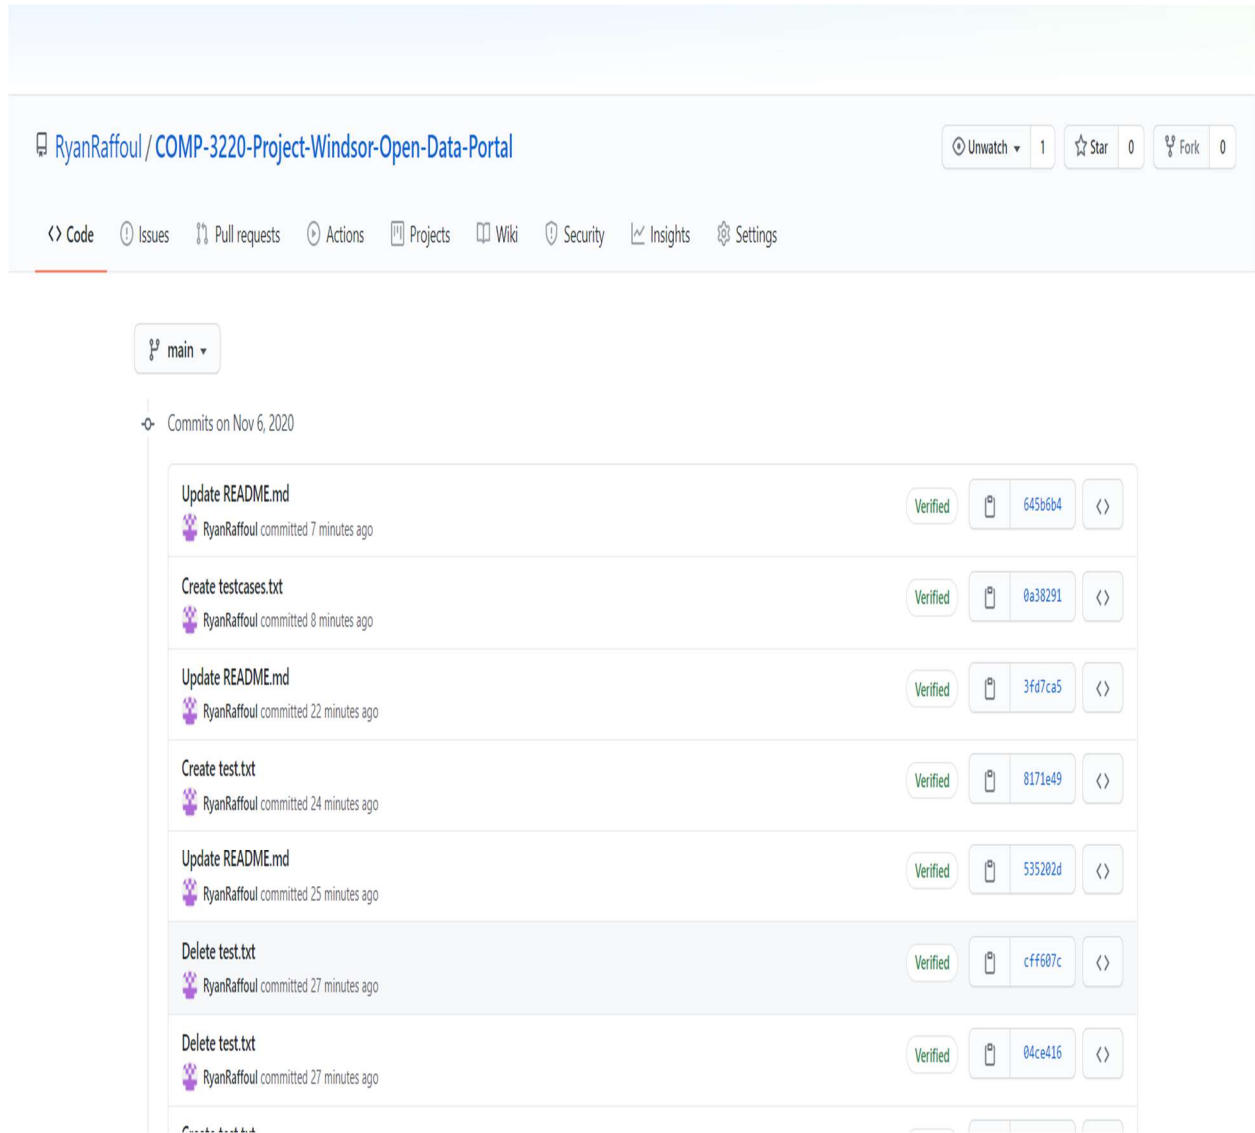 RyanRaffoul / COMP-3220-Project-Windsor-Open-Data-Portal
Unwatch 1 Star 0 Fork 0
Code Issues Pull requests Actions Projects Wiki Security Insights Settings
main
Commits on Nov 6, 2020
Update README.md
RyanRaffoul committed 7 minutes ago
Verified 645b6b4
Create testcases.txt
RyanRaffoul committed 8 minutes ago
Verified 0a38291
Update README.md
RyanRaffoul committed 22 minutes ago
Verified 3fd7ca5
Create test.txt
RyanRaffoul committed 24 minutes ago
Verified 8171e49
Update README.md
RyanRaffoul committed 25 minutes ago
Verified 535202d
Delete test.txt
RyanRaffoul committed 27 minutes ago
Verified cff607c
Delete test.txt
RyanRaffoul committed 27 minutes ago
Verified 04ce416
Create test.txt